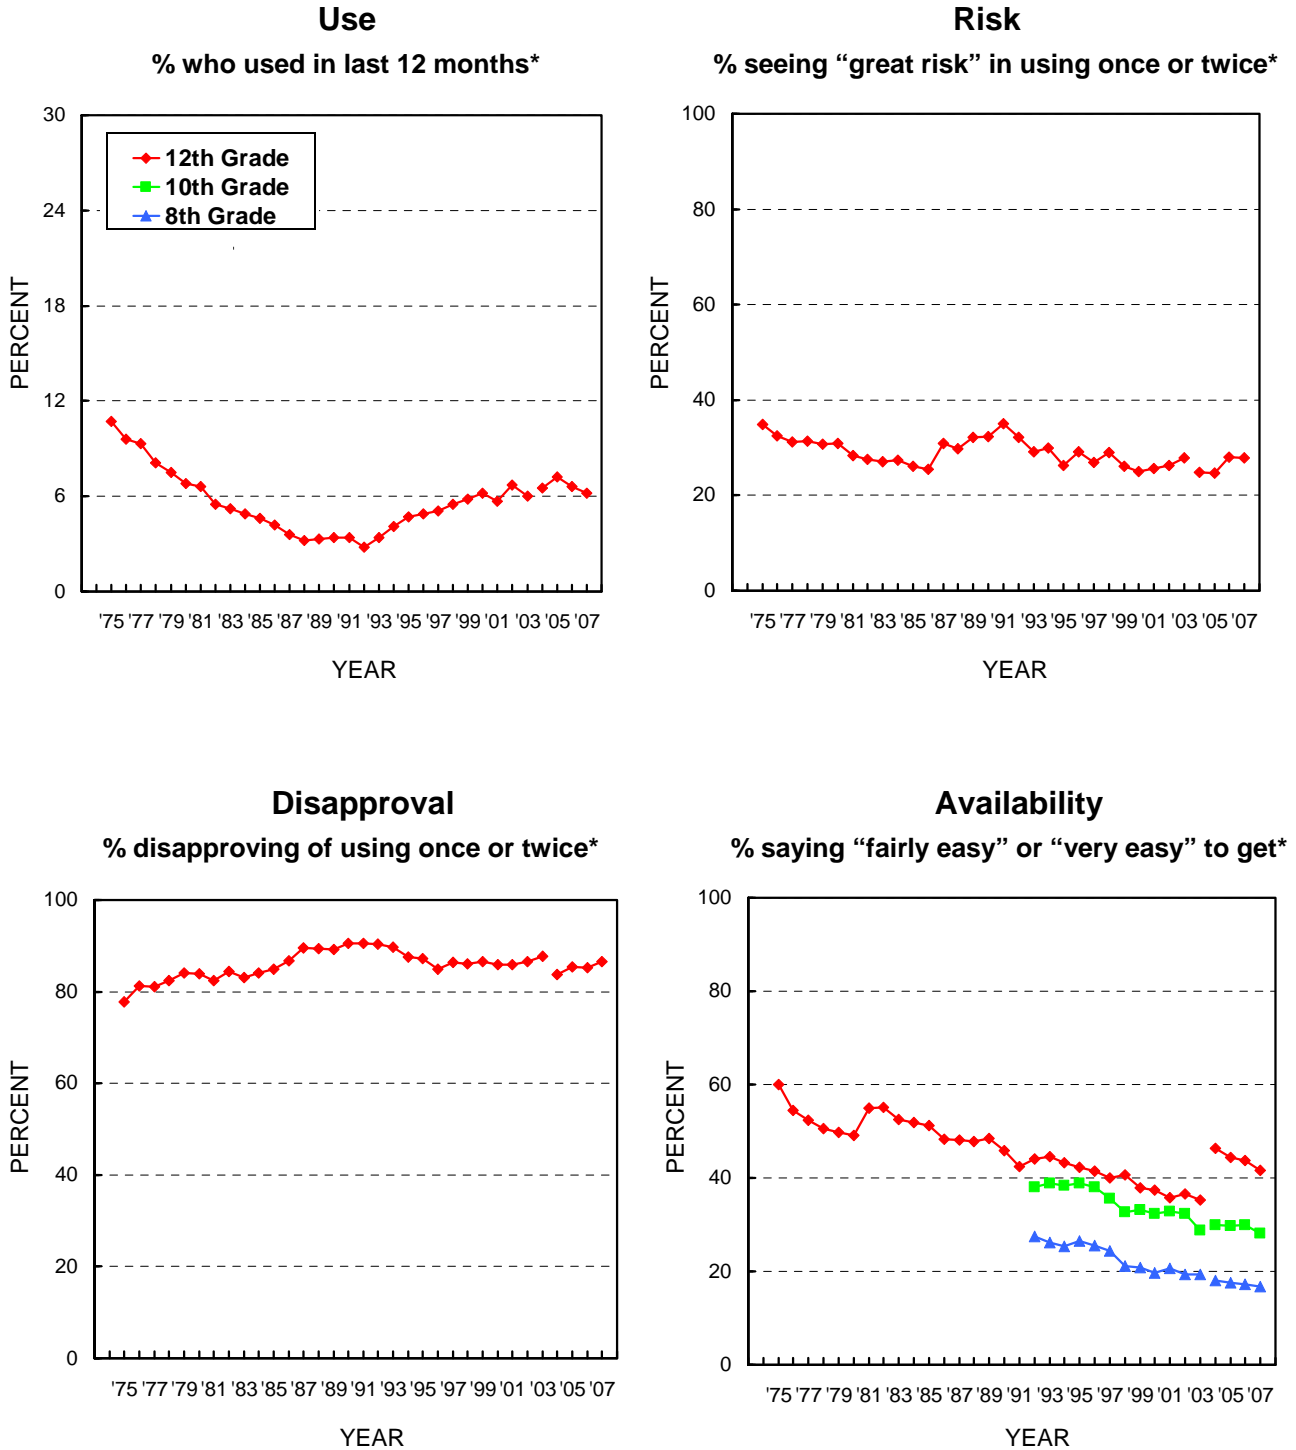 Use
% who used in last 12 months*
30
24
18
12
6
0
PERCENT
12th Grade
10th Grade
8th Grade
'75 '77 '79 '81 '83 '85 '87 '89 '91 '93 '95 '97 '99 '01 '03 '05 '07
YEAR
Risk
% seeing “great risk” in using once or twice*
100
80
60
40
20
0
PERCENT
'75 '77 '79 '81 '83 '85 '87 '89 '91 '93 '95 '97 '99 '01 '03 '05 '07
YEAR
Disapproval
% disapproving of using once or twice*
100
80
60
40
20
0
PERCENT
'75 '77 '79 '81 '83 '85 '87 '89 '91 '93 '95 '97 '99 '01 '03 '05 '07
YEAR
Availability
% saying “fairly easy” or “very easy” to get*
100
80
60
40
20
0
PERCENT
'75 '77 '79 '81 '83 '85 '87 '89 '91 '93 '95 '97 '99 '01 '03 '05 '07
YEAR